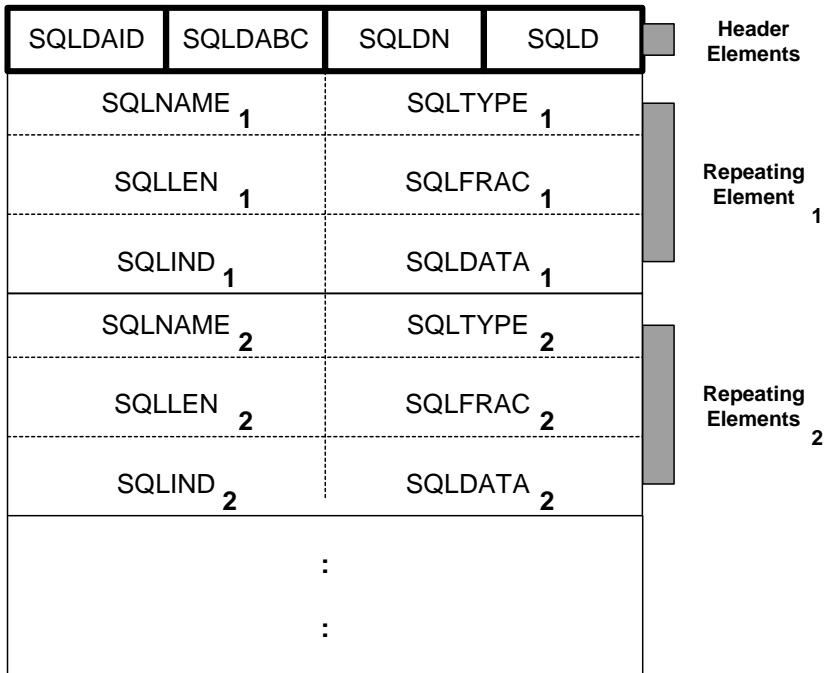 SQLDAID SQLDABC SQLDN SQLD
Header
Elements
SQLNAME 1 SQLTYPE 1
SQLLEN 1 SQLFRAC 1
Repeating
Element 1
SQLIND 1 SQLDATA 1
SQLNAME 2 SQLTYPE 2
SQLLEN 2 SQLFRAC 2
Repeating
Elements 2
SQLIND 2 SQLDATA 2
:
: